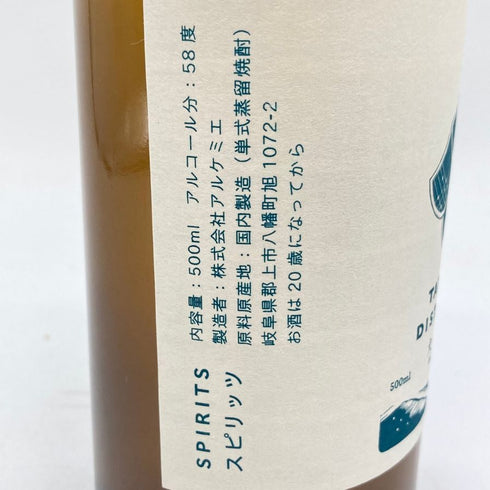 SPIRITS
スピリッツ
内容量：500ml アルコール分：58度
製造者：株式会社アルケミエ
原料原産地：国内製造（単式蒸留焼酎）
岐阜県郡上市八幡町旭 1072-2
お酒は20歳になってから
500ml